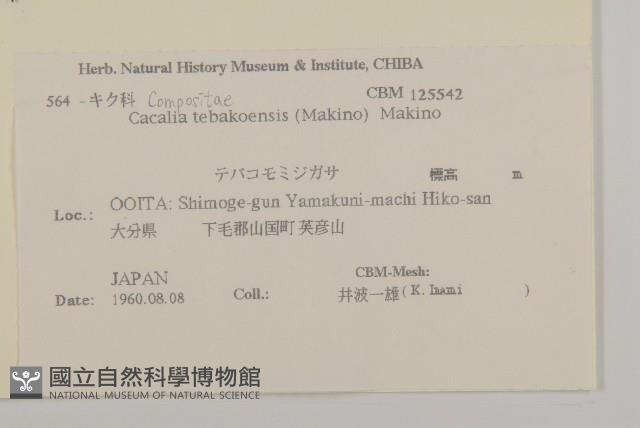 Herb. Natural History Museum & Institute, CHIBA
564 - キク科 Compositae CBM 125542
Cacalia tebakoensis (Makino) Makino
テバコモミジガサ 標高 m
Loc.: OOITA: Shimoge-gun Yamakuni-machi Hiko-san
大分県 下毛郡山国町 英彦山
JAPAN CBM-Mesh:
Date: 1960.08.08 Coll.: 井波一雄 (K. Inami )
國立自然科學博物館
NATIONAL MUSEUM OF NATURAL SCIENCE